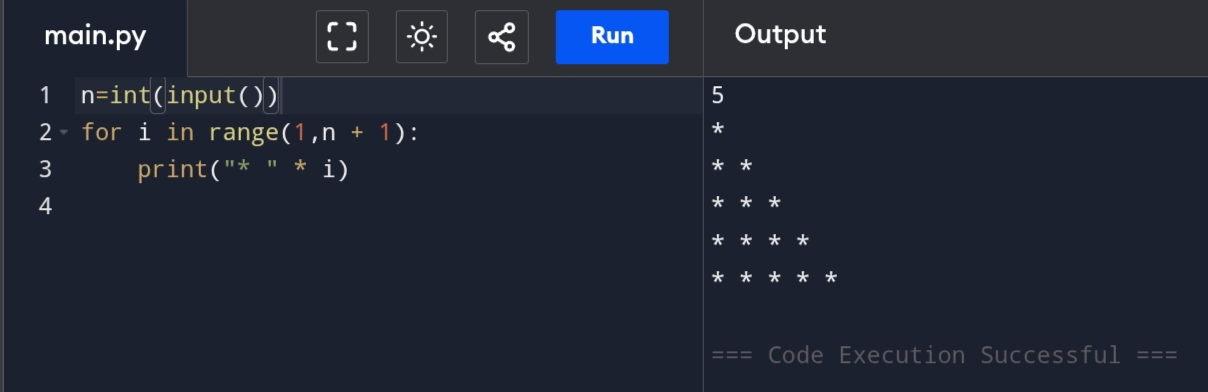 main.py
Run
1 n=int(input())
2 for i in range(1,n + 1):
3     print("* " * i)
4
Output
5
*
* *
* * *
* * * *
* * * * *
=== Code Execution Successful ===